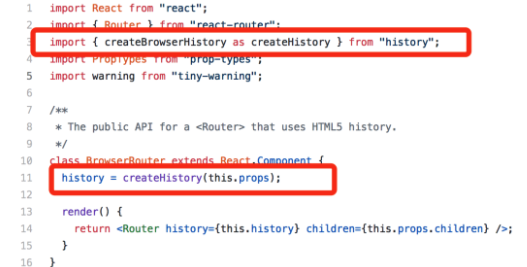 1 import React from "react";
2 import { Router } from "react-router";
3 import { createBrowserHistory as createHistory } from "history";
4 import PropTypes from "prop-types";
5 import warning from "tiny-warning";
6
7 /**
8 * The public API for a <Router> that uses HTML5 history.
9 */
10 class BrowserRouter extends React.Component {
11 history = createHistory(this.props);
12
13 render() {
14 return <Router history={this.history} children={this.props.children} />;
15 }
16 }